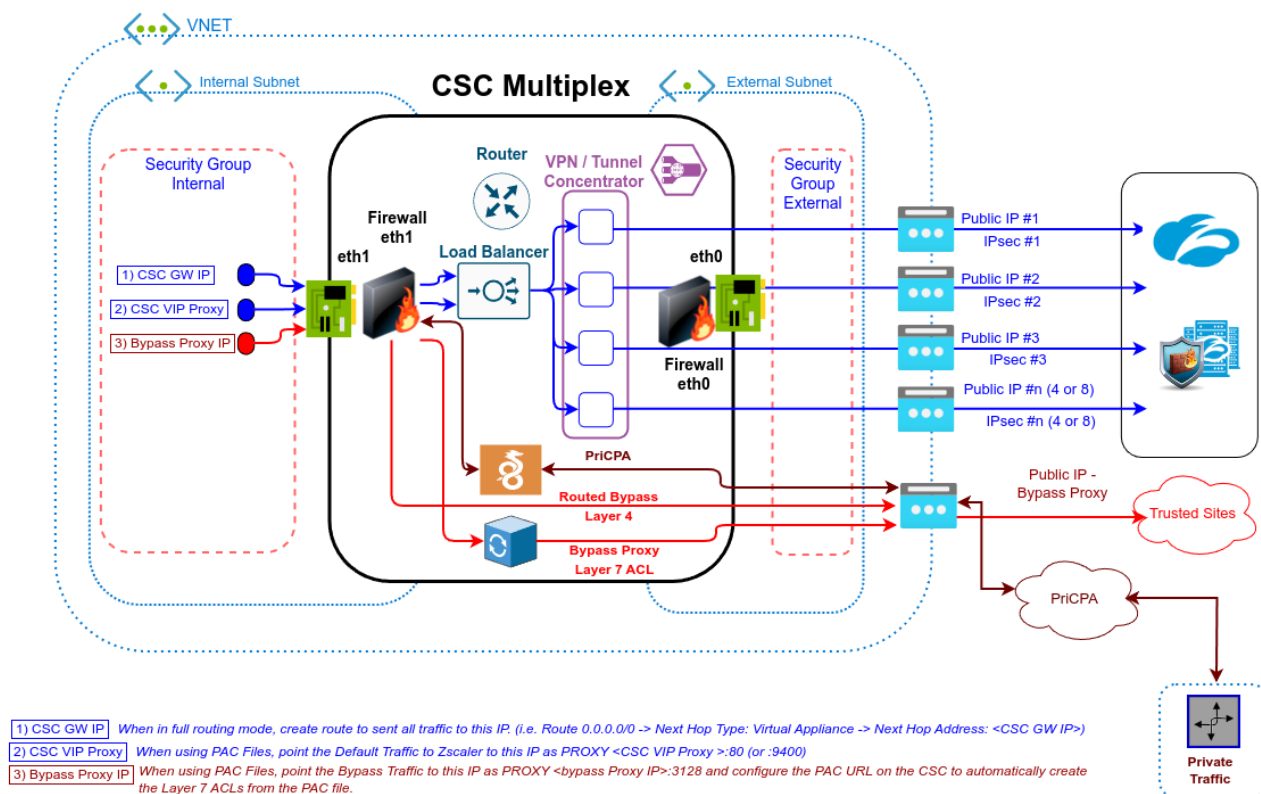 VNET
Internal Subnet
CSC Multiplex
External Subnet
Security Group
Internal
Router
VPN / Tunnel
Concentrator
Security
Group
External
Firewall
eth1
eth1
Load Balancer
eth0
Firewall
eth0
1) CSC GW IP
2) CSC VIP Proxy
3) Bypass Proxy IP
Public IP #1
IPsec #1
Public IP #2
IPsec #2
Public IP #3
IPsec #3
Public IP #n (4 or 8)
IPsec #n (4 or 8)
PriCPA
Routed Bypass
Layer 4
Bypass Proxy
Layer 7 ACL
Public IP -
Bypass Proxy
Trusted Sites
PriCPA
Private
Traffic
1) CSC GW IP When in full routing mode, create route to sent all traffic to this IP. (i.e. Route 0.0.0.0/0 -> Next Hop Type: Virtual Appliance -> Next Hop Address: <CSC GW IP>)
2) CSC VIP Proxy When using PAC Files, point the Default Traffic to Zscaler to this IP as PROXY <CSC VIP Proxy >:80 (or :9400)
3) Bypass Proxy IP When using PAC Files, point the Bypass Traffic to this IP as PROXY <bypass Proxy IP>:3128 and configure the PAC URL on the CSC to automatically create
the Layer 7 ACLs from the PAC file.